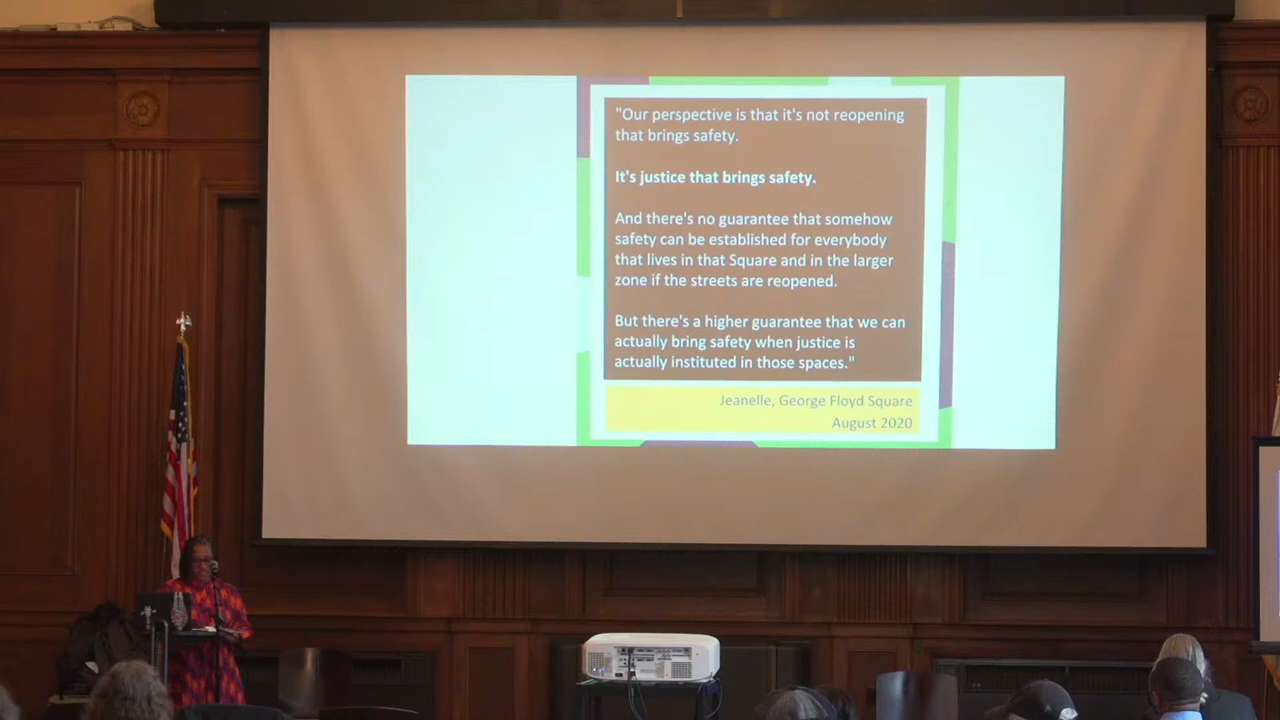 "Our perspective is that it's not reopening
that brings safety.
It's justice that brings safety.
And there's no guarantee that somehow
safety can be established for everybody
that lives in that Square and in the larger
zone if the streets are reopened.
But there's a higher guarantee that we can
actually bring safety when justice is
actually instituted in those spaces."
Jeanelle, George Floyd Square
August 2020